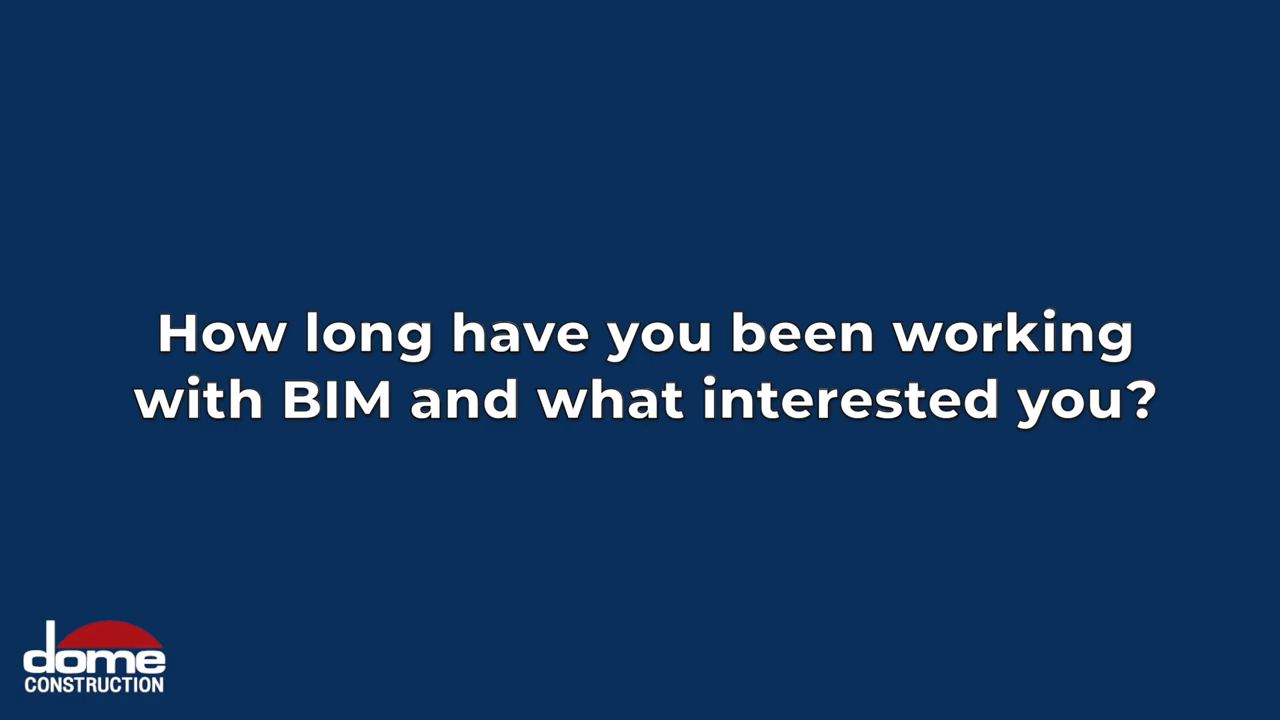 How long have you been working
with BIM and what interested you?
dome
CONSTRUCTION